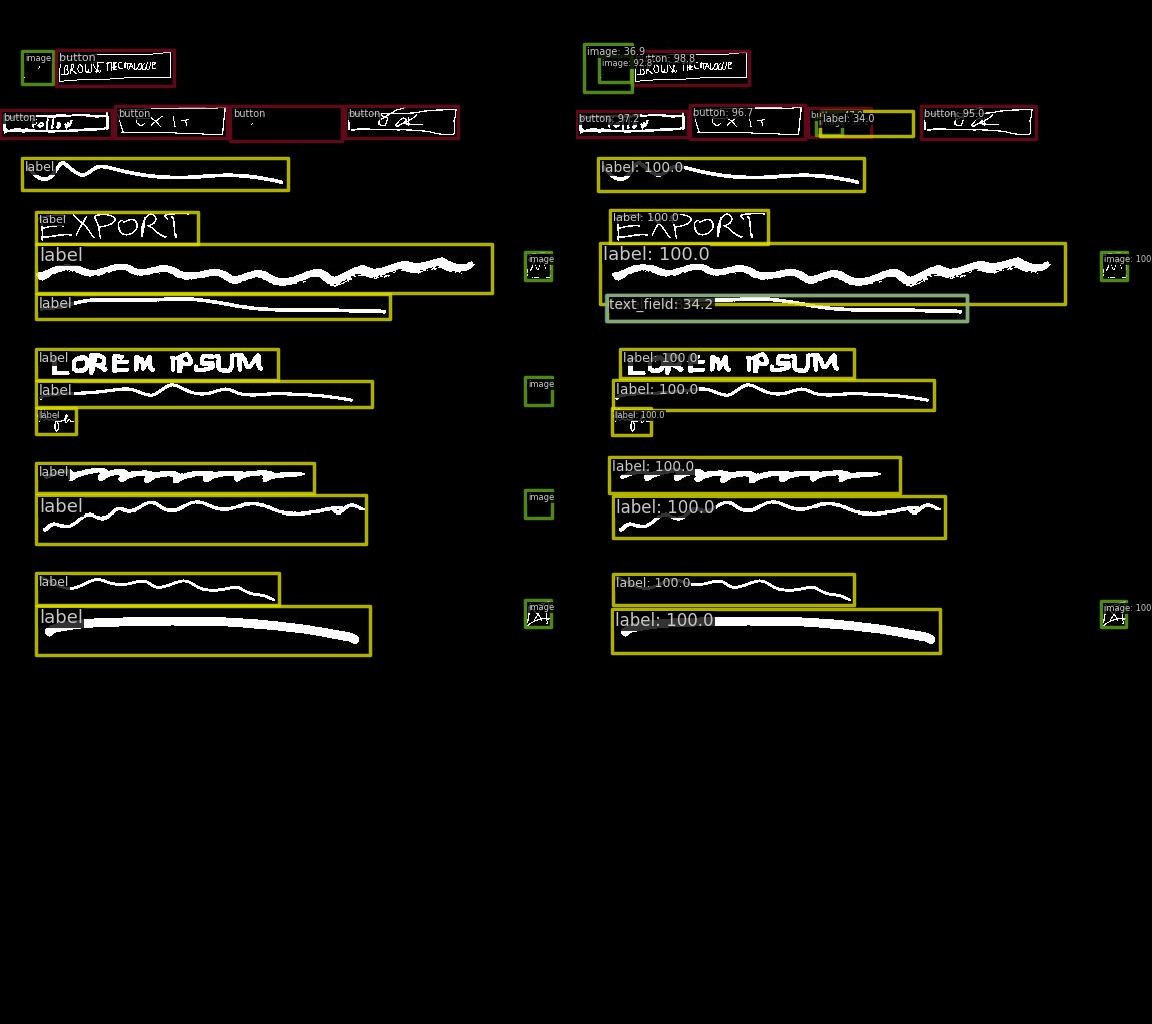 image button image: 36.9 image: 92.8 button: 98.8
BROWSE THE CATALOGUE BROWSE THE CATALOGUE
button button button button button: 97.2 button: 96.7 label: 34.0 button: 95.0
Follow EXIT OK EXIT OK
label label: 100.0
label label: 100.0
EXPORT EXPORT
label image label: 100.0 image: 100
label text_field: 34.2
label label: 100.0
LOREM IPSUM LOREM IPSUM
label image label: 100.0
label label: 100.0
label label: 100.0
label image label: 100.0
label label: 100.0
label image label: 100.0 image: 100